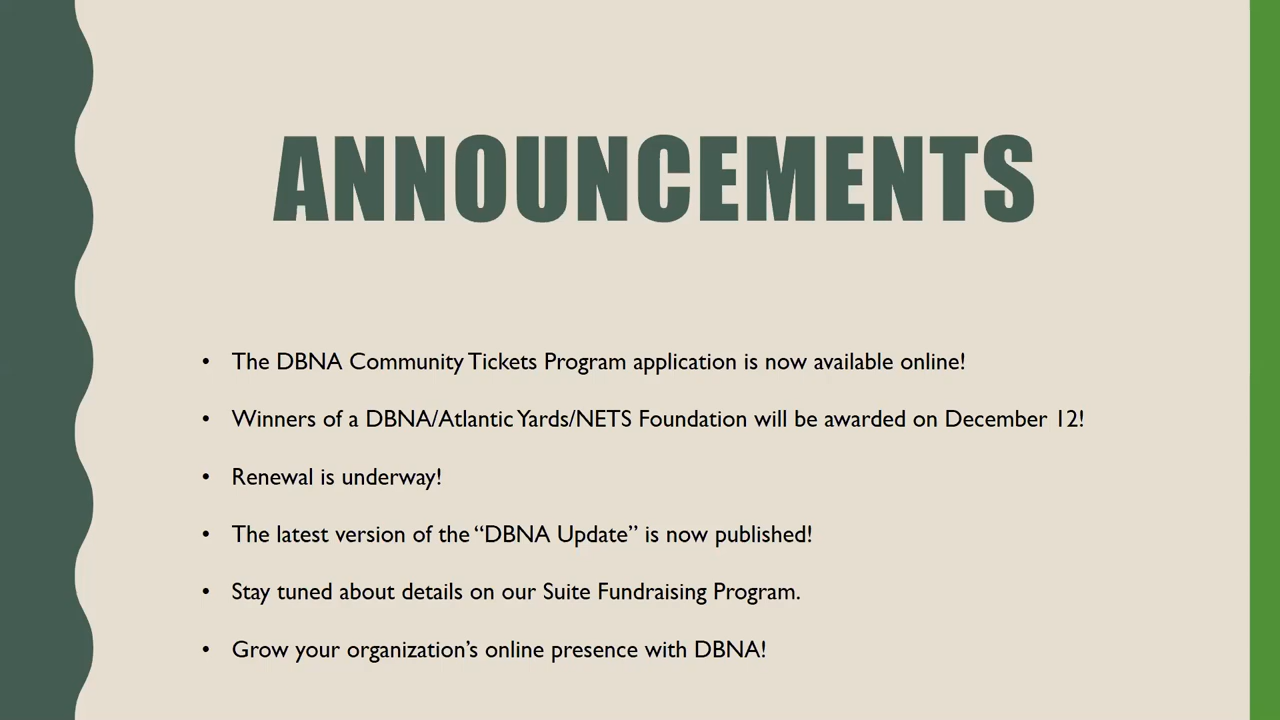 ANNOUNCEMENTS
• The DBNA Community Tickets Program application is now available online!
• Winners of a DBNA/Atlantic Yards/NETS Foundation will be awarded on December 12!
• Renewal is underway!
• The latest version of the “DBNA Update” is now published!
• Stay tuned about details on our Suite Fundraising Program.
• Grow your organization’s online presence with DBNA!